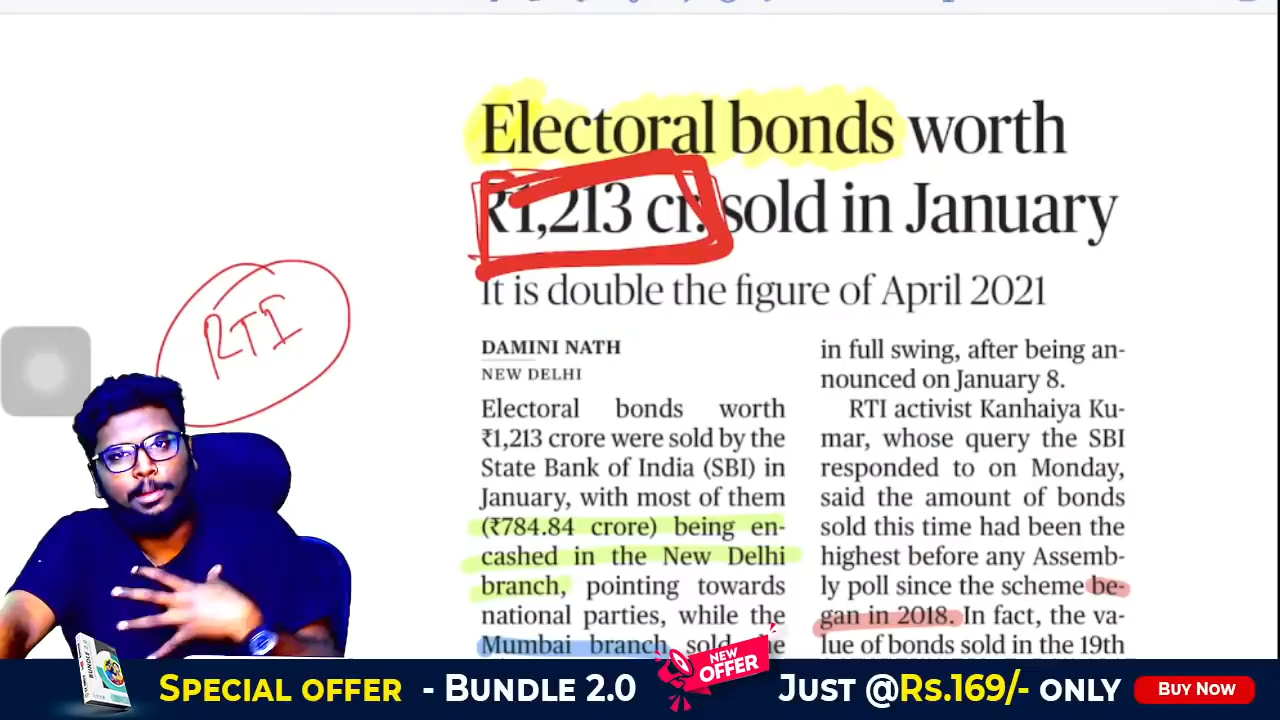 Electoral bonds worth
₹1,213 cr. sold in January
It is double the figure of April 2021
RTI
DAMINI NATH
NEW DELHI
Electoral bonds worth
₹1,213 crore were sold by the
State Bank of India (SBI) in
January, with most of them
(₹784.84 crore) being en-
cashed in the New Delhi
branch, pointing towards
national parties, while the
Mumbai branch sold
in full swing, after being an-
nounced on January 8.
RTI activist Kanhaiya Ku-
mar, whose query the SBI
responded to on Monday,
said the amount of bonds
sold this time had been the
highest before any Assemb-
ly poll since the scheme be-
gan in 2018. In fact, the va-
lue of bonds sold in the 19th
BUNDLE 2.0
SPECIAL OFFER - BUNDLE 2.0
NEW
OFFER
JUST @Rs.169/- ONLY
Buy Now